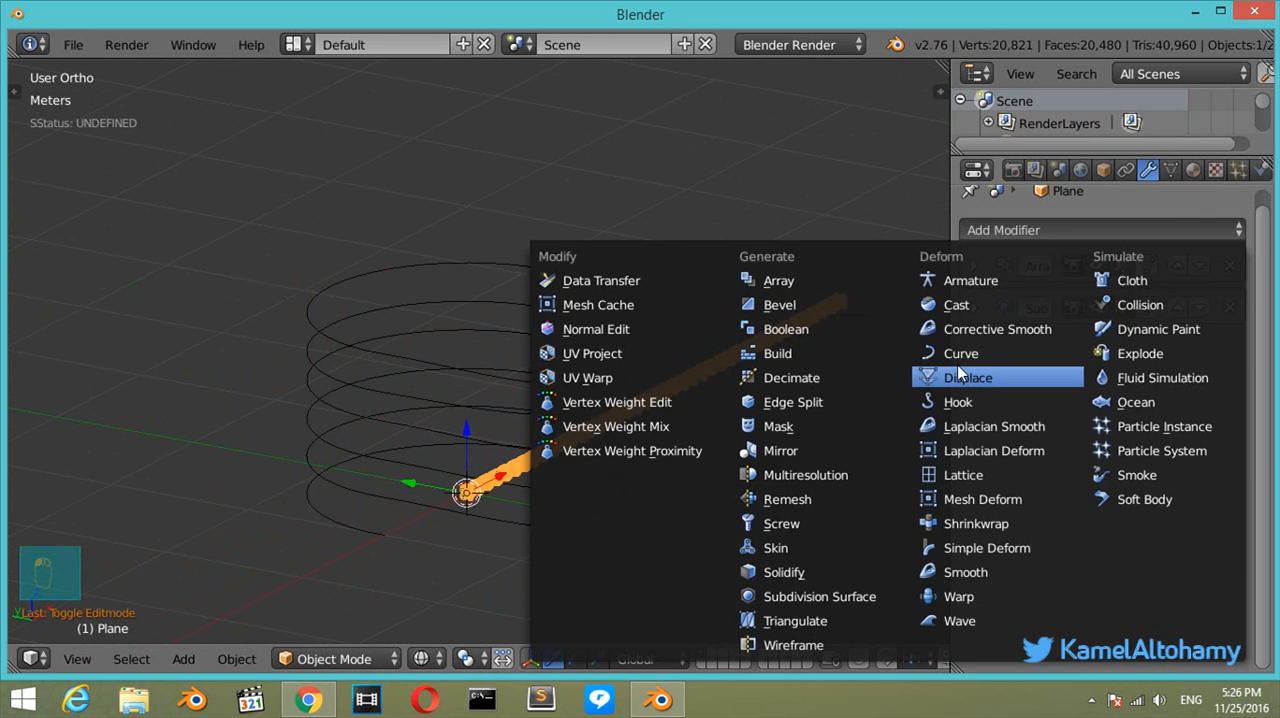 Blender
File Render Window Help Default Scene Blender Render v2.76 | Verts:20,821 | Faces:20,480 | Tris:40,960 | Objects:1/2
User Ortho
Meters
SStatus: UNDEFINED
View Search All Scenes
Scene
RenderLayers
Plane
Add Modifier
Arra
Sub
Modify
Data Transfer
Mesh Cache
Normal Edit
UV Project
UV Warp
Vertex Weight Edit
Vertex Weight Mix
Vertex Weight Proximity
Generate
Array
Bevel
Boolean
Build
Decimate
Edge Split
Mask
Mirror
Multiresolution
Remesh
Screw
Skin
Solidify
Subdivision Surface
Triangulate
Wireframe
Deform
Armature
Cast
Corrective Smooth
Curve
Displace
Hook
Laplacian Smooth
Laplacian Deform
Lattice
Mesh Deform
Shrinkwrap
Simple Deform
Smooth
Warp
Wave
Simulate
Cloth
Collision
Dynamic Paint
Explode
Fluid Simulation
Ocean
Particle Instance
Particle System
Smoke
Soft Body
Last: Toggle Editmode
(1) Plane
View Select Add Object Object Mode Global
KamelAltohamy
321
ENG
5:26 PM
11/25/2016